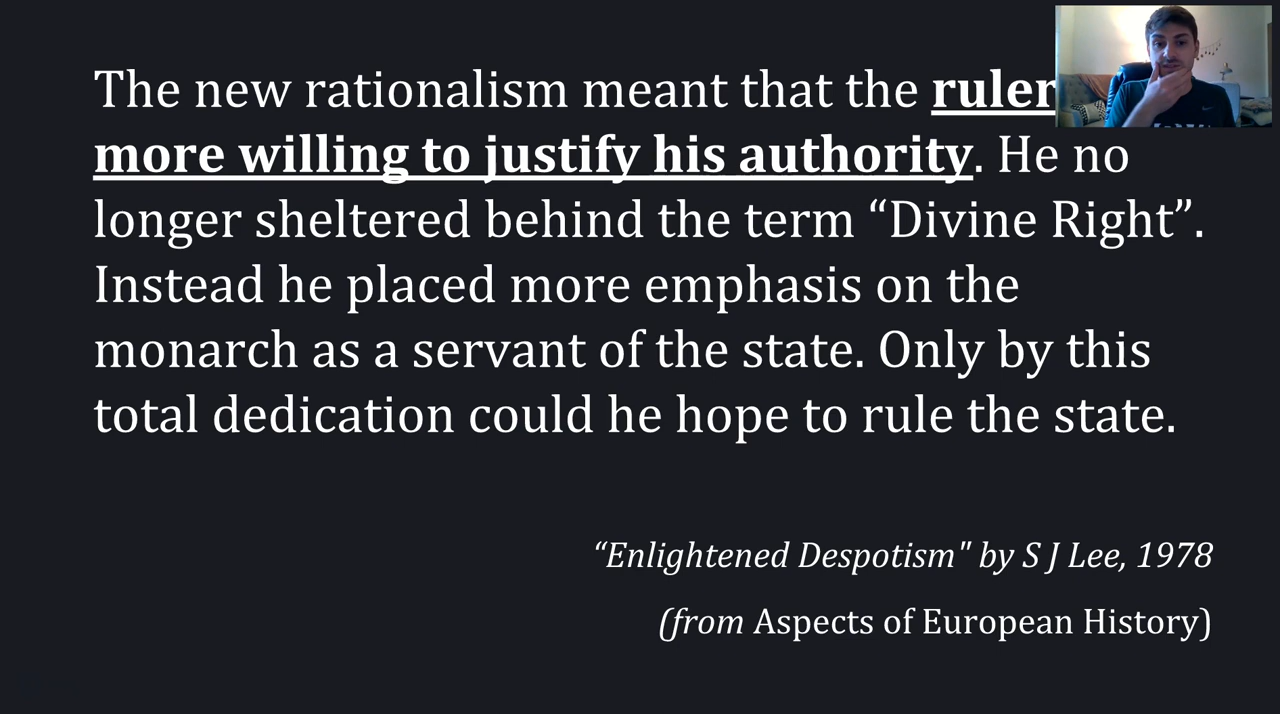 The new rationalism meant that the ruler
more willing to justify his authority. He no
longer sheltered behind the term “Divine Right”.
Instead he placed more emphasis on the
monarch as a servant of the state. Only by this
total dedication could he hope to rule the state.
“Enlightened Despotism" by S J Lee, 1978
(from Aspects of European History)